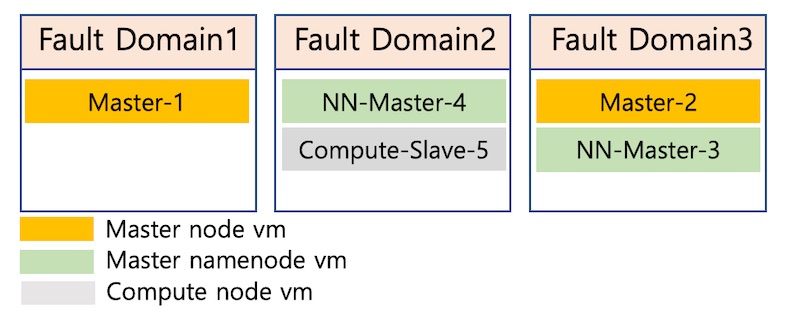 Fault Domain1
Master-1
Fault Domain2
NN-Master-4
Compute-Slave-5
Fault Domain3
Master-2
NN-Master-3
Master node vm
Master namenode vm
Compute node vm